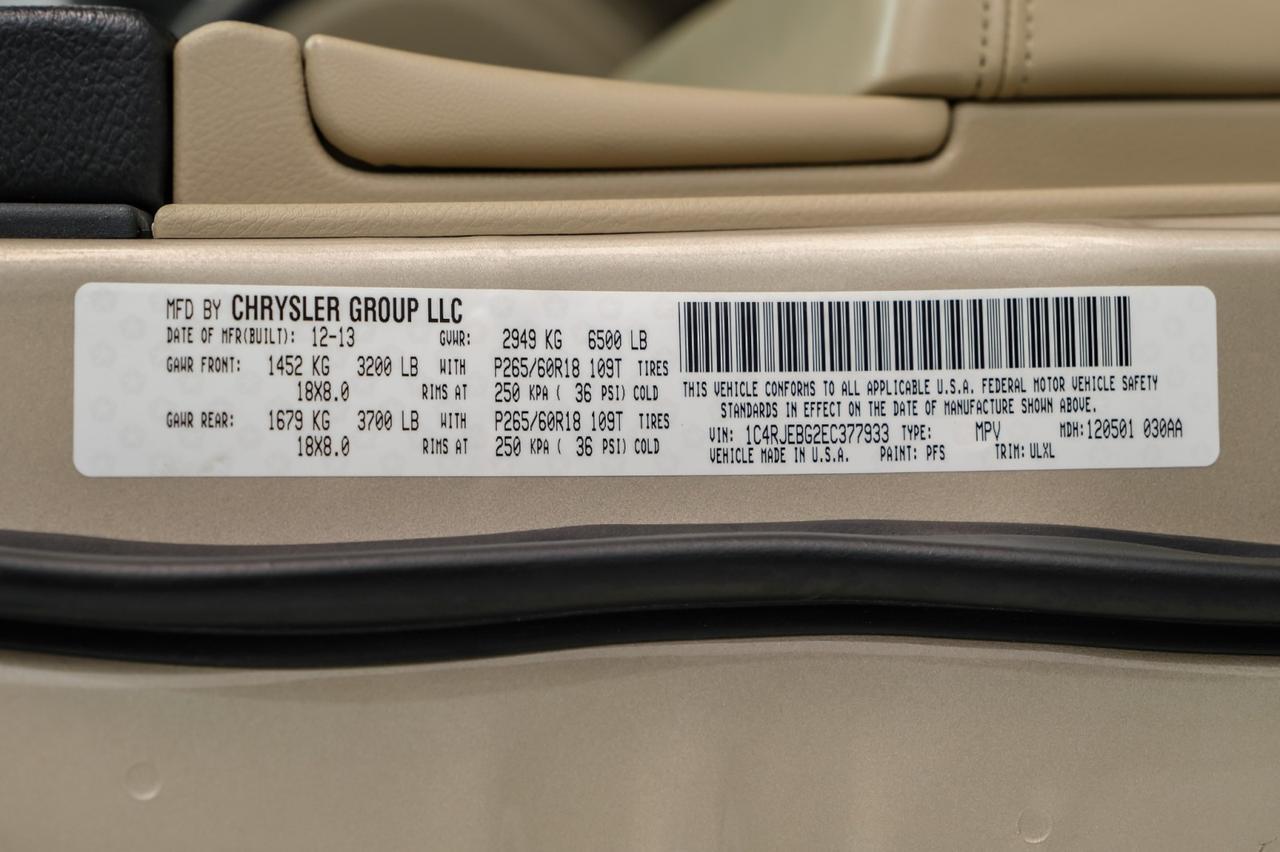 MFD BY CHRYSLER GROUP LLC
DATE OF MFR(BUILT): 12-13 GVWR: 2949 KG 6500 LB
GAWR FRONT: 1452 KG 3200 LB WITH P265/60R18 109T TIRES
18X8.0 RIMS AT 250 KPA ( 36 PSI) COLD
GAWR REAR: 1679 KG 3700 LB WITH P265/60R18 109T TIRES
18X8.0 RIMS AT 250 KPA ( 36 PSI) COLD
THIS VEHICLE CONFORMS TO ALL APPLICABLE U.S.A. FEDERAL MOTOR VEHICLE SAFETY
STANDARDS IN EFFECT ON THE DATE OF MANUFACTURE SHOWN ABOVE.
VIN: 1C4RJEBG2EC377933 TYPE: MPV MDH:120501 030AA
VEHICLE MADE IN U.S.A. PAINT: PFS TRIM: ULXL